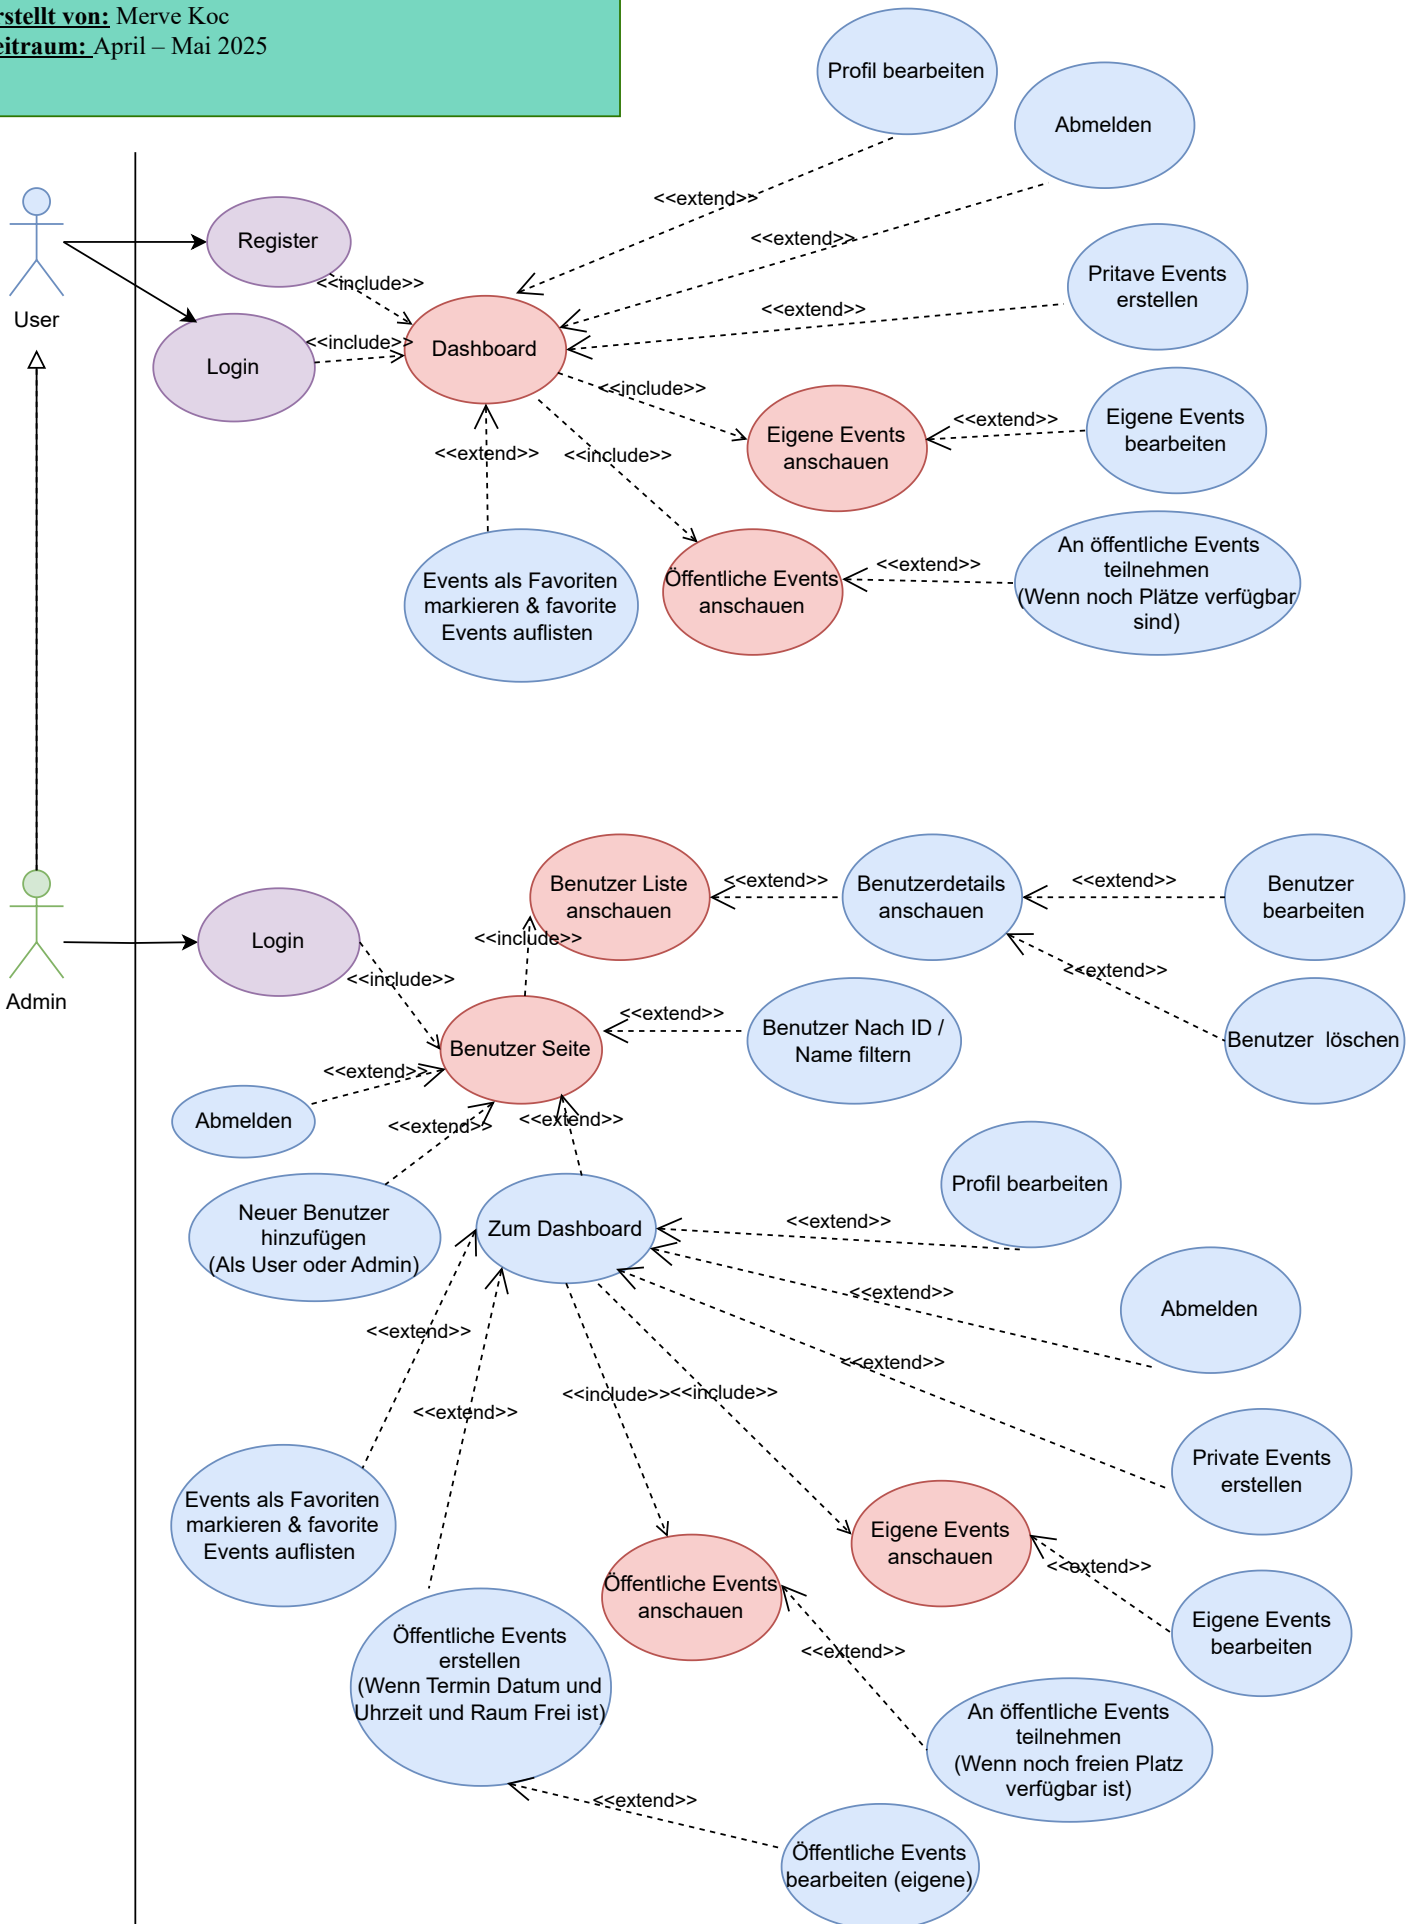 rstellt von: Merve Koc
eitraum: April – Mai 2025
Profil bearbeiten
Abmelden
<<extend>>
User
Register
<<extend>>
<<include>>
Pritave Events
erstellen
<<extend>>
Login
<<include>>
Dashboard
<<include>>
Eigene Events
anschauen
<<extend>>
Eigene Events
bearbeiten
<<extend>>
<<include>>
Events als Favoriten
markieren & favorite
Events auflisten
Öffentliche Events
anschauen
<<extend>>
An öffentliche Events
teilnehmen
(Wenn noch Plätze verfügbar
sind)
Benutzer Liste
anschauen
<<extend>>
Benutzerdetails
anschauen
<<extend>>
Benutzer
bearbeiten
Admin
Login
<<include>>
<<include>>
<<extend>>
Benutzer Seite
<<extend>>
Benutzer Nach ID /
Name filtern
Benutzer  löschen
<<extend>>
Abmelden
<<extend>>
<<extend>>
Neuer Benutzer
hinzufügen
(Als User oder Admin)
Zum Dashboard
<<extend>>
Profil bearbeiten
<<extend>>
Abmelden
<<extend>>
<<extend>>
<<extend>>
<<include>>
<<include>>
Private Events
erstellen
Events als Favoriten
markieren & favorite
Events auflisten
Öffentliche Events
anschauen
Eigene Events
anschauen
<<extend>>
Eigene Events
bearbeiten
Öffentliche Events
erstellen
(Wenn Termin Datum und
Uhrzeit und Raum Frei ist)
<<extend>>
An öffentliche Events
teilnehmen
(Wenn noch freien Platz
verfügbar ist)
<<extend>>
Öffentliche Events
bearbeiten (eigene)